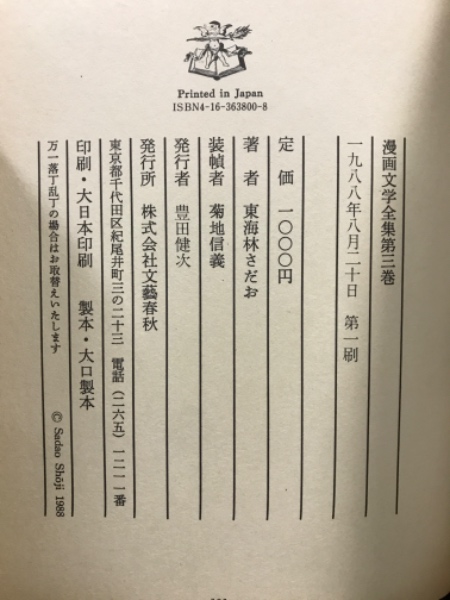 Printed in Japan
ISBN4-16-363800-8
漫画文学全集第三巻
一九八八年八月二十日　第一刷
定　価　一〇〇〇円
著　者　東海林さだお
装幀者　菊地信義
発行者　豊田健次
発行所　株式会社文藝春秋
東京都千代田区紀尾井町三の二十三　電話（二六五）一二一一番
印刷・大日本印刷　製本・大口製本
万一落丁乱丁の場合はお取替えいたします
© Sadao Shōji 1988